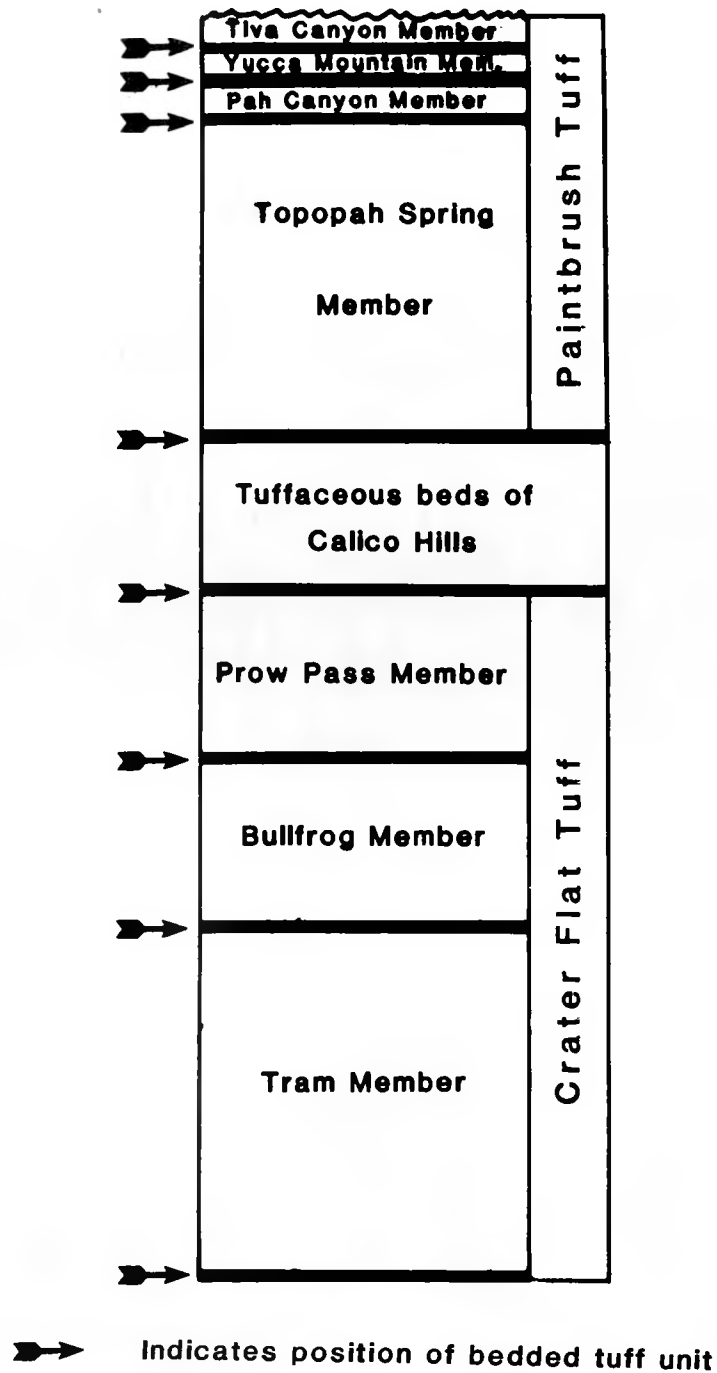 Tiva Canyon Member
Yucca Mountain Mem.
Pah Canyon Member
Topopah Spring
Member
Paintbrush Tuff
Tuffaceous beds of
Calico Hills
Prow Pass Member
Bullfrog Member
Tram Member
Crater Flat Tuff
Indicates position of bedded tuff unit